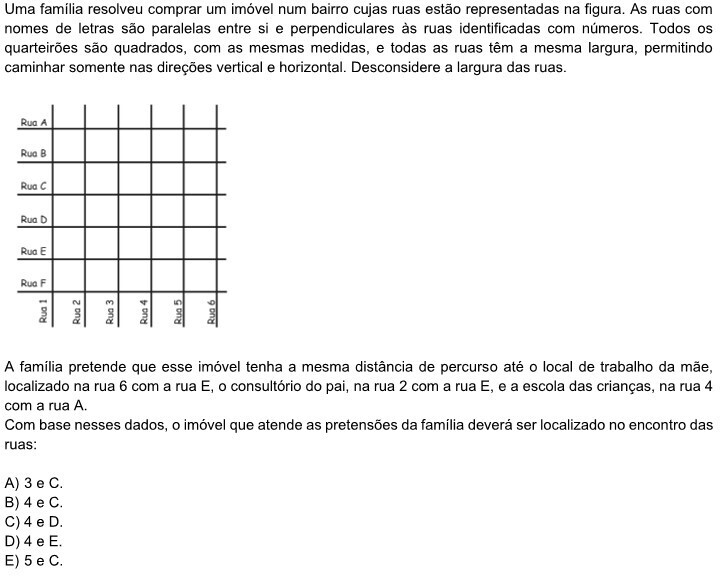 Uma família resolveu comprar um imóvel num bairro cujas ruas estão representadas na figura. As ruas com
nomes de letras são paralelas entre si e perpendiculares às ruas identificadas com números. Todos os
quarteirões são quadrados, com as mesmas medidas, e todas as ruas têm a mesma largura, permitindo
caminhar somente nas direções vertical e horizontal. Desconsidere a largura das ruas.
Rua A
Rua B
Rua C
Rua D
Rua E
Rua F
Rua 1
Rua 2
Rua 3
Rua 4
Rua 5
Rua 6
A família pretende que esse imóvel tenha a mesma distância de percurso até o local de trabalho da mãe,
localizado na rua 6 com a rua E, o consultório do pai, na rua 2 com a rua E, e a escola das crianças, na rua 4
com a rua A.
Com base nesses dados, o imóvel que atende as pretensões da família deverá ser localizado no encontro das
ruas:
A) 3 e C.
B) 4 e C.
C) 4 e D.
D) 4 e E.
E) 5 e C.